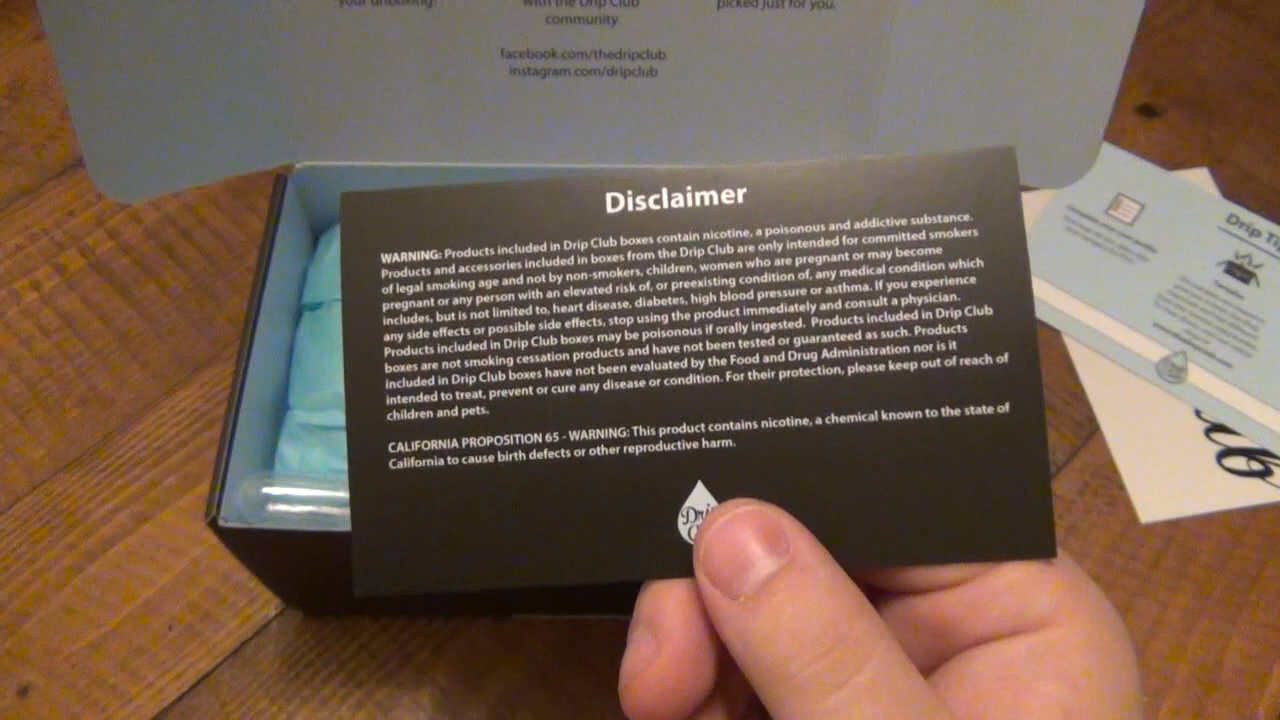 your unboxing!
with the Drip Club
community.
picked just for you.
facebook.com/thedripclub
instagram.com/dripclub
Disclaimer
WARNING: Products included in Drip Club boxes contain nicotine, a poisonous and addictive substance.
Products and accessories included in boxes from the Drip Club are only intended for committed smokers
of legal smoking age and not by non-smokers, children, women who are pregnant or may become
pregnant or any person with an elevated risk of, or preexisting condition of, any medical condition which
includes, but is not limited to, heart disease, diabetes, high blood pressure or asthma. If you experience
any side effects or possible side effects, stop using the product immediately and consult a physician.
Products included in Drip Club boxes may be poisonous if orally ingested. Products included in Drip Club
boxes are not smoking cessation products and have not been tested or guaranteed as such. Products
included in Drip Club boxes have not been evaluated by the Food and Drug Administration nor is it
intended to treat, prevent or cure any disease or condition. For their protection, please keep out of reach of
children and pets.
CALIFORNIA PROPOSITION 65 - WARNING: This product contains nicotine, a chemical known to the state of
California to cause birth defects or other reproductive harm.
Drip